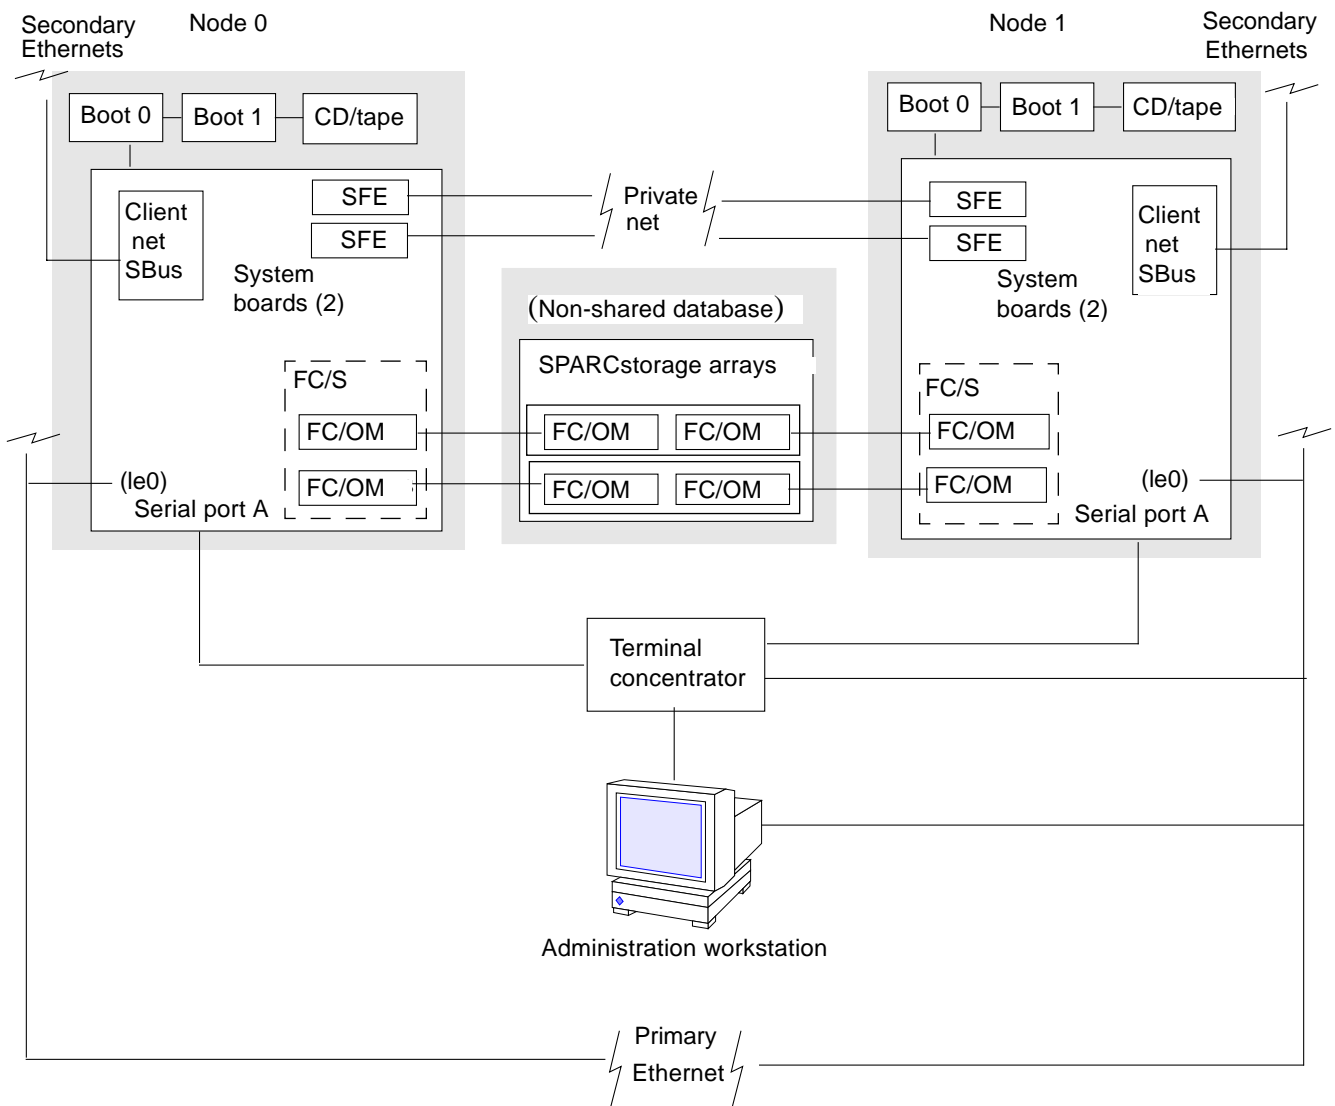 Secondary
Ethernets
Node 0
Node 1
Secondary
Ethernets
Boot 0
Boot 1
CD/tape
Boot 0
Boot 1
CD/tape
Client
net
SBus
SFE
SFE
System
boards (2)
Private
net
SFE
SFE
System
boards (2)
Client
net
SBus
(Non-shared database)
SPARCstorage arrays
FC/S
FC/OM
FC/OM
FC/OM
FC/OM
FC/OM
FC/OM
FC/S
FC/OM
FC/OM
(le0)
Serial port A
(le0)
Serial port A
Terminal
concentrator
Administration workstation
Primary
Ethernet